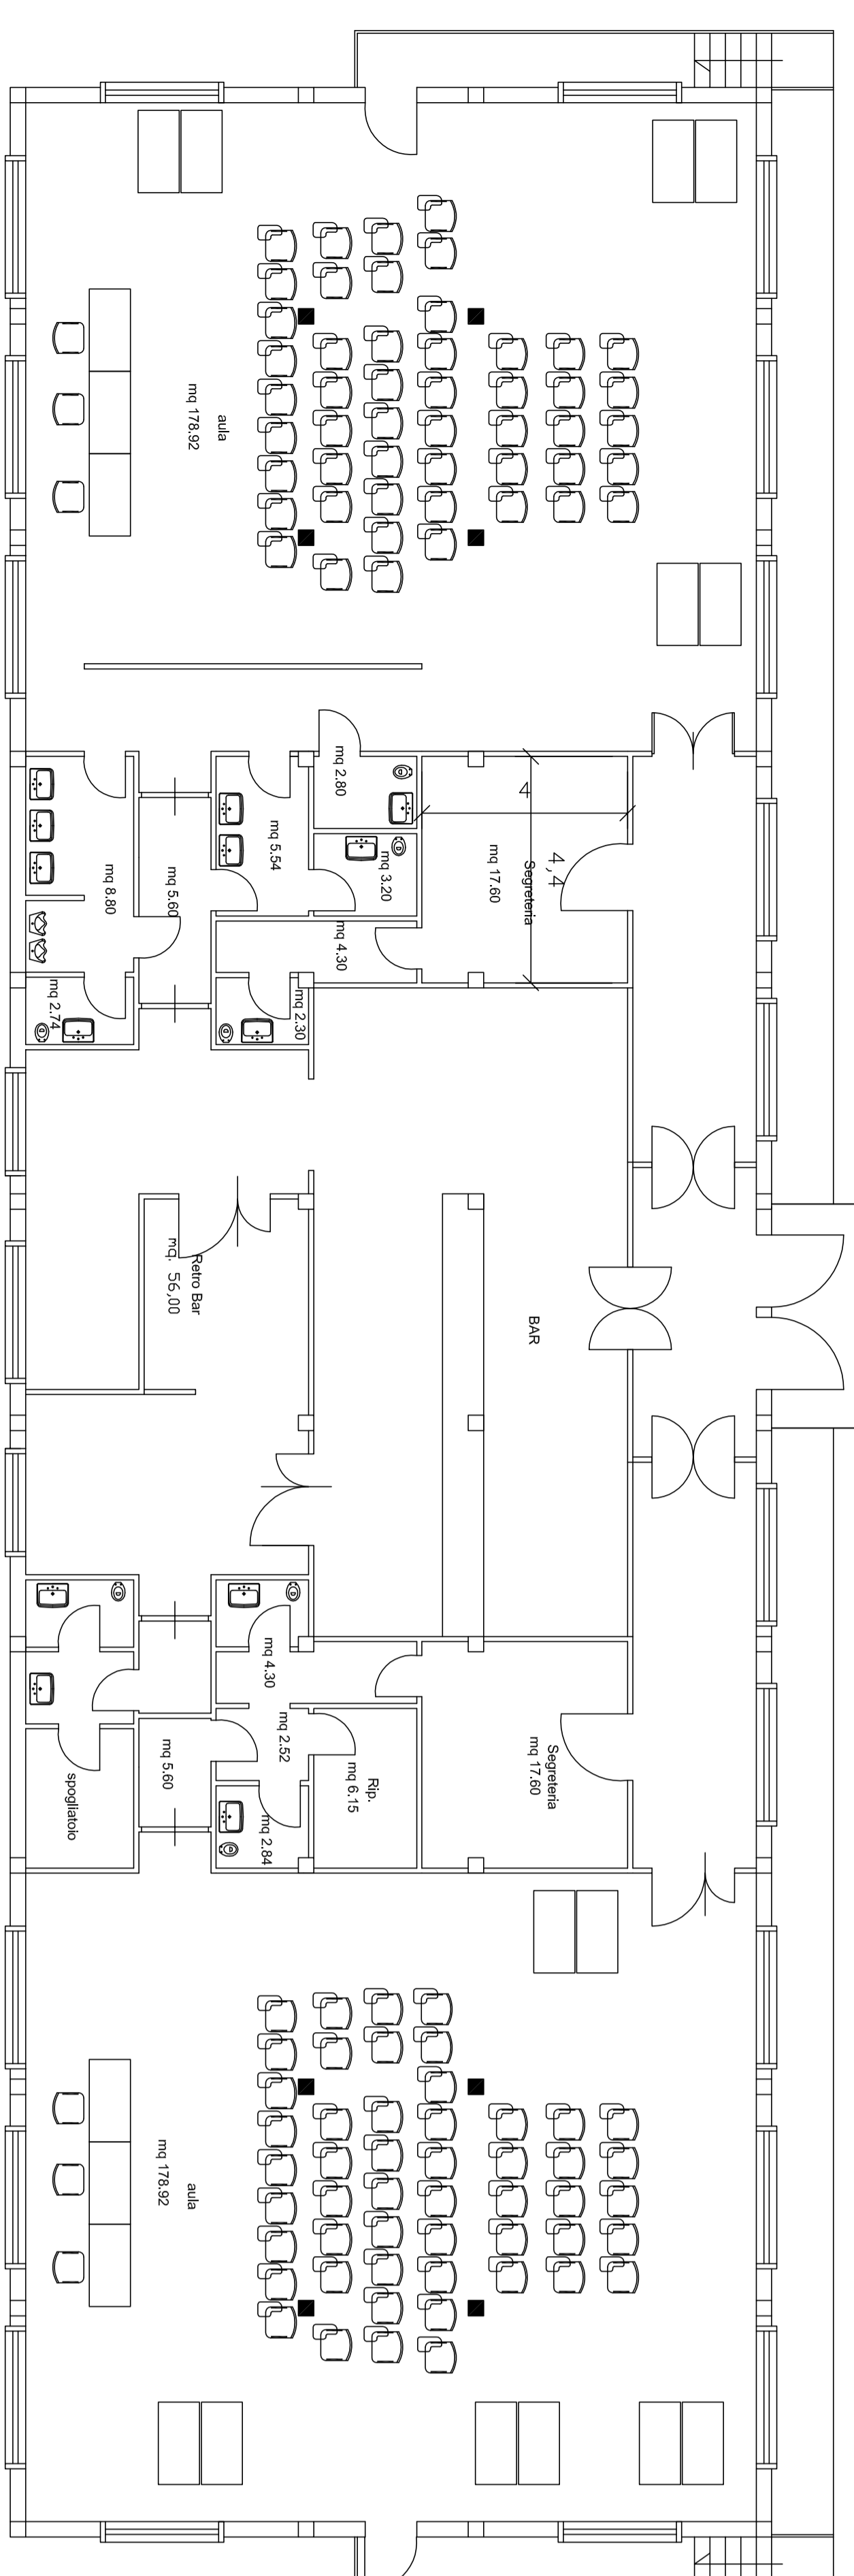 aula
mq 178.92
mq 2.80
mq 5.54
mq 3.20
4
4,4
Segreteria
mq 17.60
mq 8.80
mq 5.60
mq 4.30
mq 2.74
mq 2.30
Retro Bar
mq. 56,00
BAR
mq 4.30
mq 2.52
mq 5.60
Rip.
mq 6.15
Segreteria
mq 17.60
spogliatoio
mq 2.84
aula
mq 178.92